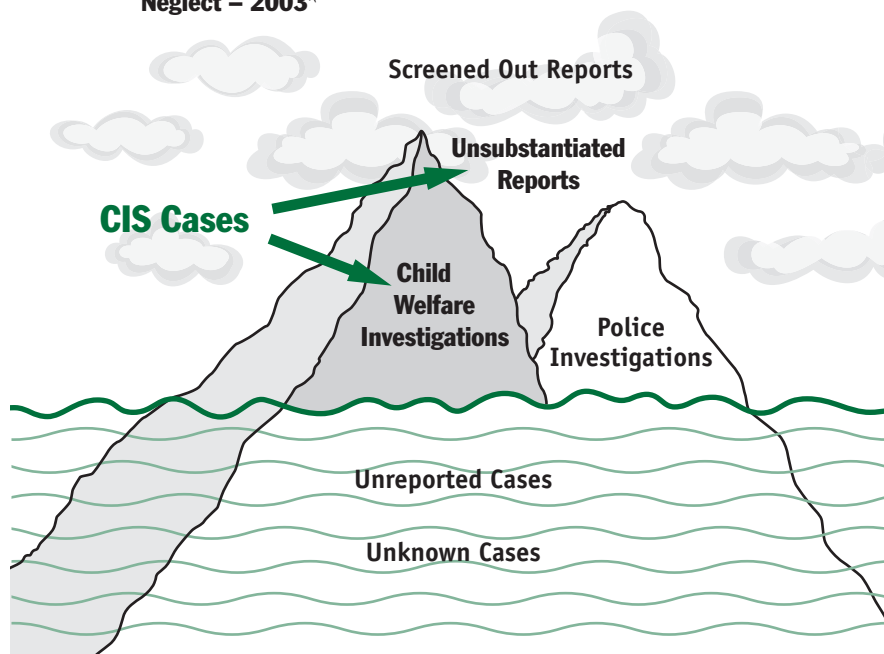 Neglect – 2003*
Screened Out Reports
Unsubstantiated
Reports
CIS Cases
Child
Welfare
Investigations
Police
Investigations
Unreported Cases
Unknown Cases